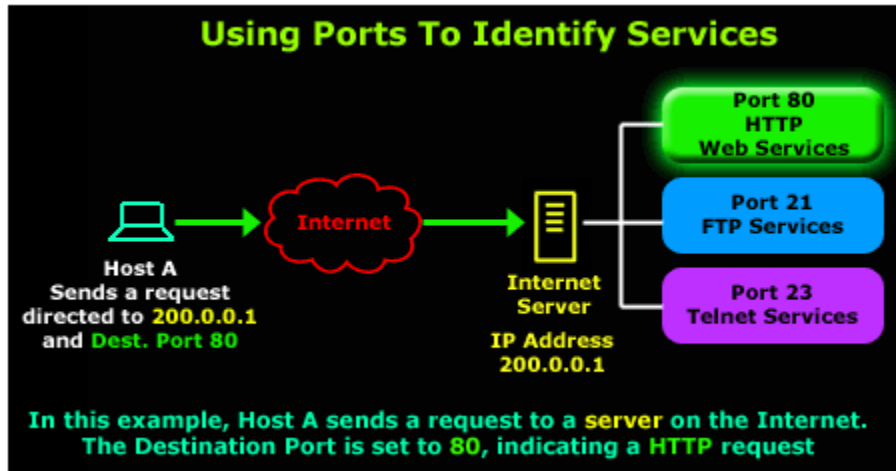 Using Ports To Identify Services
Port 80
HTTP
Web Services
Port 21
FTP Services
Port 23
Telnet Services
Internet
Host A
Sends a request
directed to 200.0.0.1
and Dest. Port 80
Internet
Server
IP Address
200.0.0.1
In this example, Host A sends a request to a server on the Internet.
The Destination Port is set to 80, indicating a HTTP request